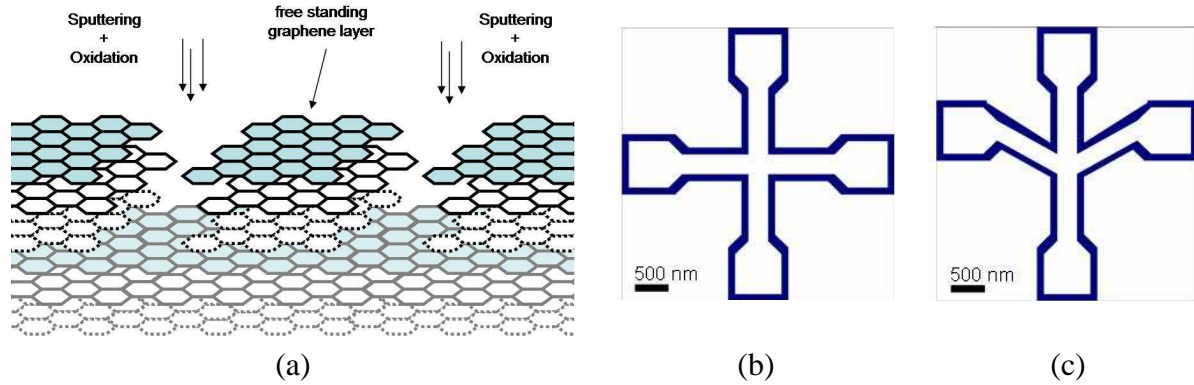 Sputtering
+
Oxidation
free standing
graphene layer
Sputtering
+
Oxidation
500 nm
500 nm
(a)
(b)
(c)